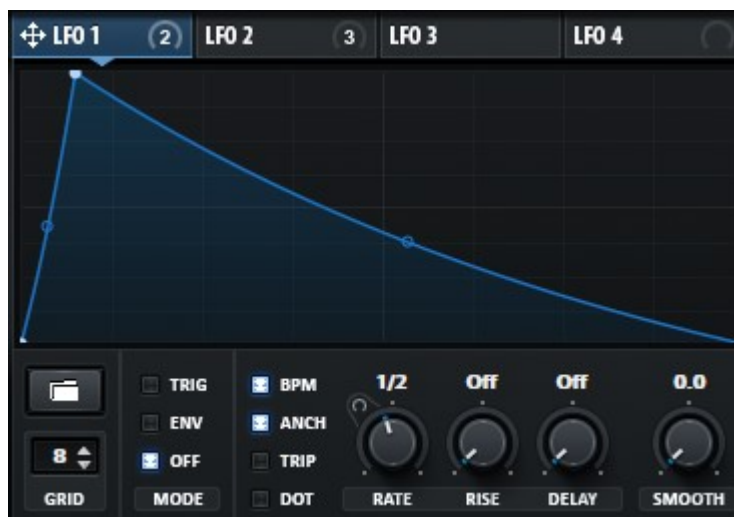 LFO 1 2 LFO 2 3 LFO 3 LFO 4
TRIG BPM 1/2 Off Off 0.0
ENV ANCH
8 OFF TRIP
GRID MODE DOT RATE RISE DELAY SMOOTH